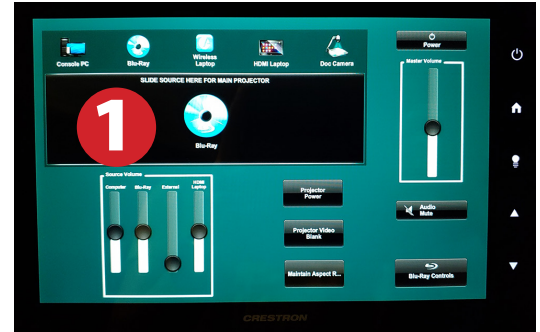 Console PC
Blu-Ray
Wireless
Laptop
HDMI Laptop
Doc Camera
Power
SLIDE SOURCE HERE FOR MAIN PROJECTOR
1
Blu-Ray
Master Volume
Source Volume
Computer
Blu-Ray
External
HDMI
Laptop
Projector
Power
Audio
Mute
Projector Video
Blank
Maintain Aspect R...
Blu-Ray Controls
CRESTRON